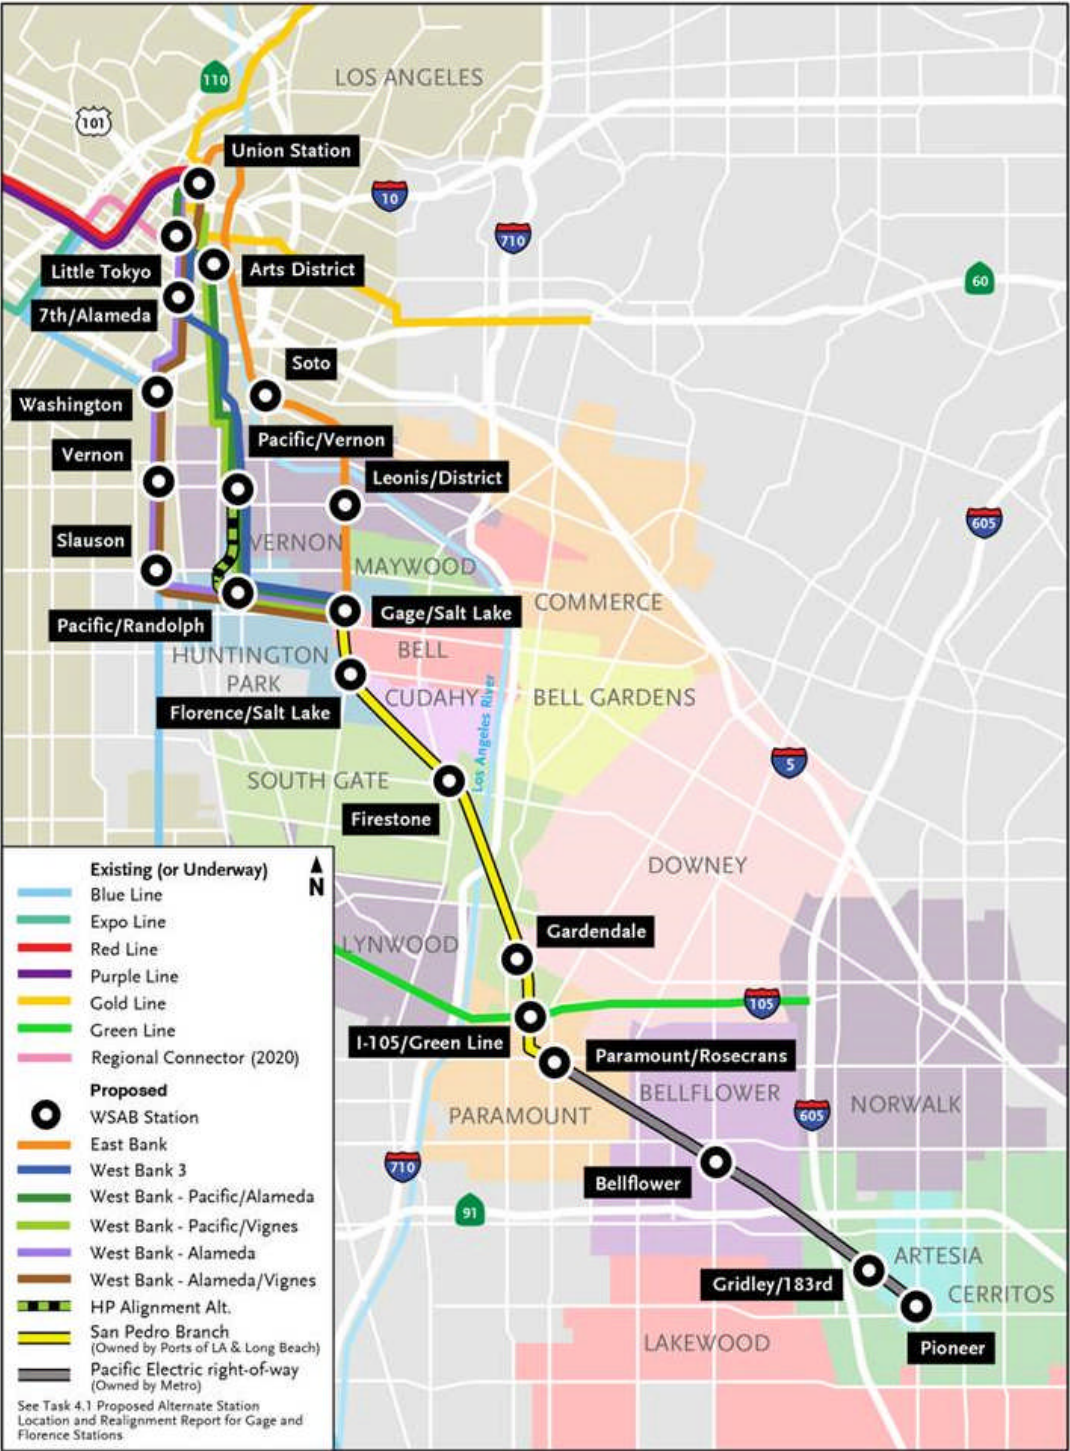 LOS ANGELES
110
101
Union Station
10
710
Little Tokyo
Arts District
60
7th/Alameda
Soto
Washington
Pacific/Vernon
Vernon
Leonis/District
605
Slauson
VERNON
MAYWOOD
COMMERCE
Gage/Salt Lake
Pacific/Randolph
HUNTINGTON
PARK
BELL
CUDAHY
BELL GARDENS
Florence/Salt Lake
Los Angeles River
5
SOUTH GATE
Firestone
DOWNEY
Gardendale
LYNWOOD
105
I-105/Green Line
Paramount/Rosecrans
BELLFLOWER
PARAMOUNT
605
NORWALK
710
Bellflower
91
ARTESIA
Gridley/183rd
CERRITOS
LAKEWOOD
Pioneer
Existing (or Underway)
N
Blue Line
Expo Line
Red Line
Purple Line
Gold Line
Green Line
Regional Connector (2020)
Proposed
WSAB Station
East Bank
West Bank 3
West Bank - Pacific/Alameda
West Bank - Pacific/Vignes
West Bank - Alameda
West Bank - Alameda/Vignes
HP Alignment Alt.
San Pedro Branch
(Owned by Ports of LA & Long Beach)
Pacific Electric right-of-way
(Owned by Metro)
See Task 4.1 Proposed Alternate Station
Location and Realignment Report for Gage and
Florence Stations